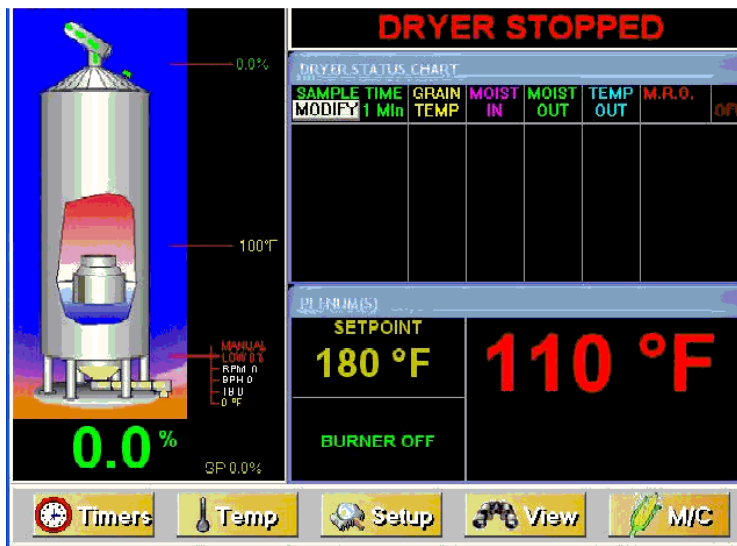 DRYER STOPPED
0.0%
DRYER STATUS CHART
SAMPLE TIME GRAIN MOIST MOIST TEMP M.R.O.
MODIFY 1 Min TEMP IN OUT OUT
100°F
PLENUM(S)
SETPOINT
180 °F 110 °F
MANUAL
LOW
RPM 0
BPH 0
0 °F
BURNER OFF
0.0 %
SP 0.0%
Timers Temp Setup View M/C